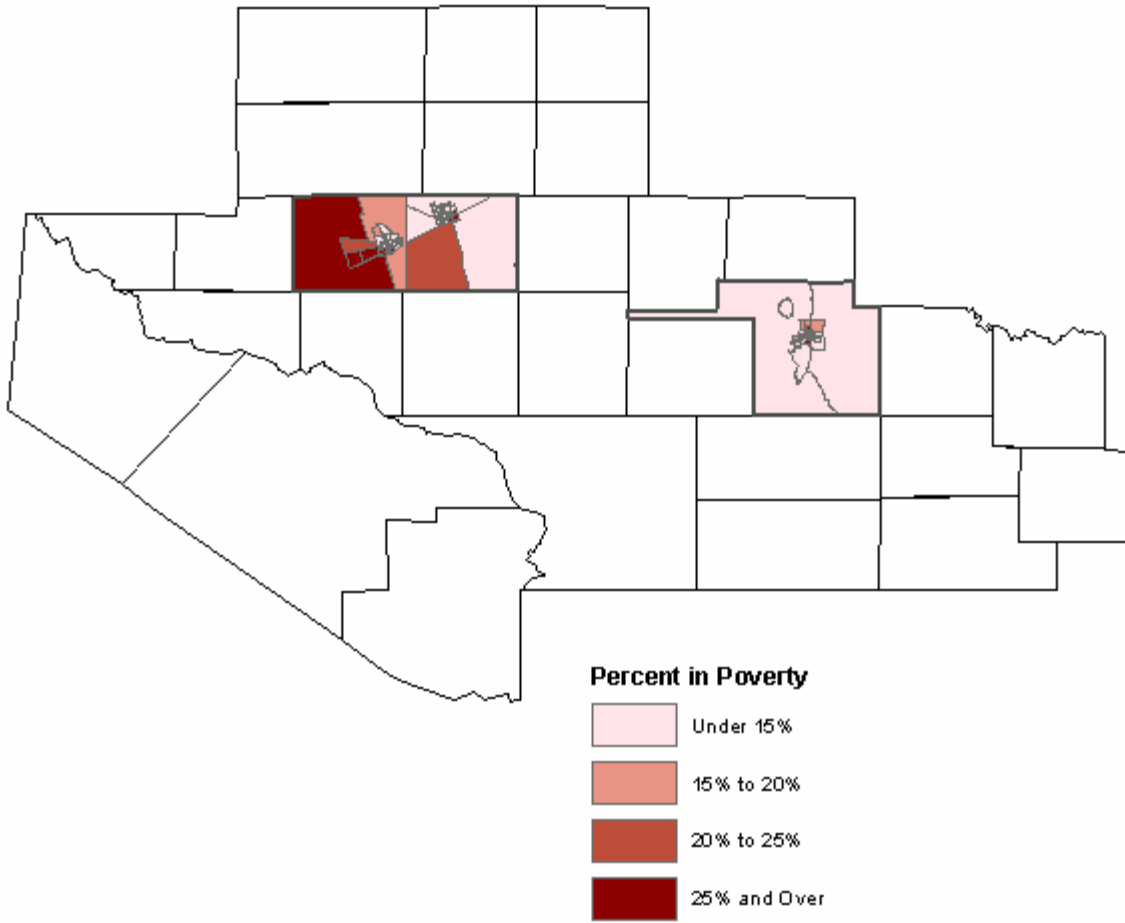 Percent in Poverty
Under 15%
15% to 20%
20% to 25%
25% and Over